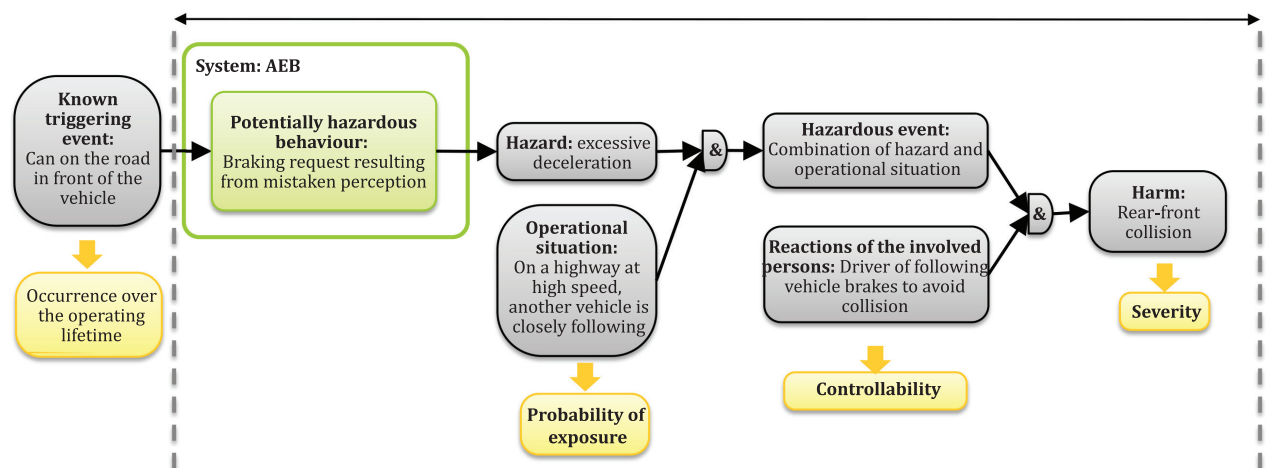 System: AEB
Known
triggering
event:
Can on the road
in front of the
vehicle
Potentially hazardous
behaviour:
Braking request resulting
from mistaken perception
Hazard: excessive
deceleration
&
Hazardous event:
Combination of hazard and
operational situation
Operational
situation:
On a highway at
high speed,
another vehicle is
closely following
Reactions of the involved
persons: Driver of following
vehicle brakes to avoid
collision
&
Harm:
Rear-front
collision
Occurrence over
the operating
lifetime
Probability of
exposure
Controllability
Severity